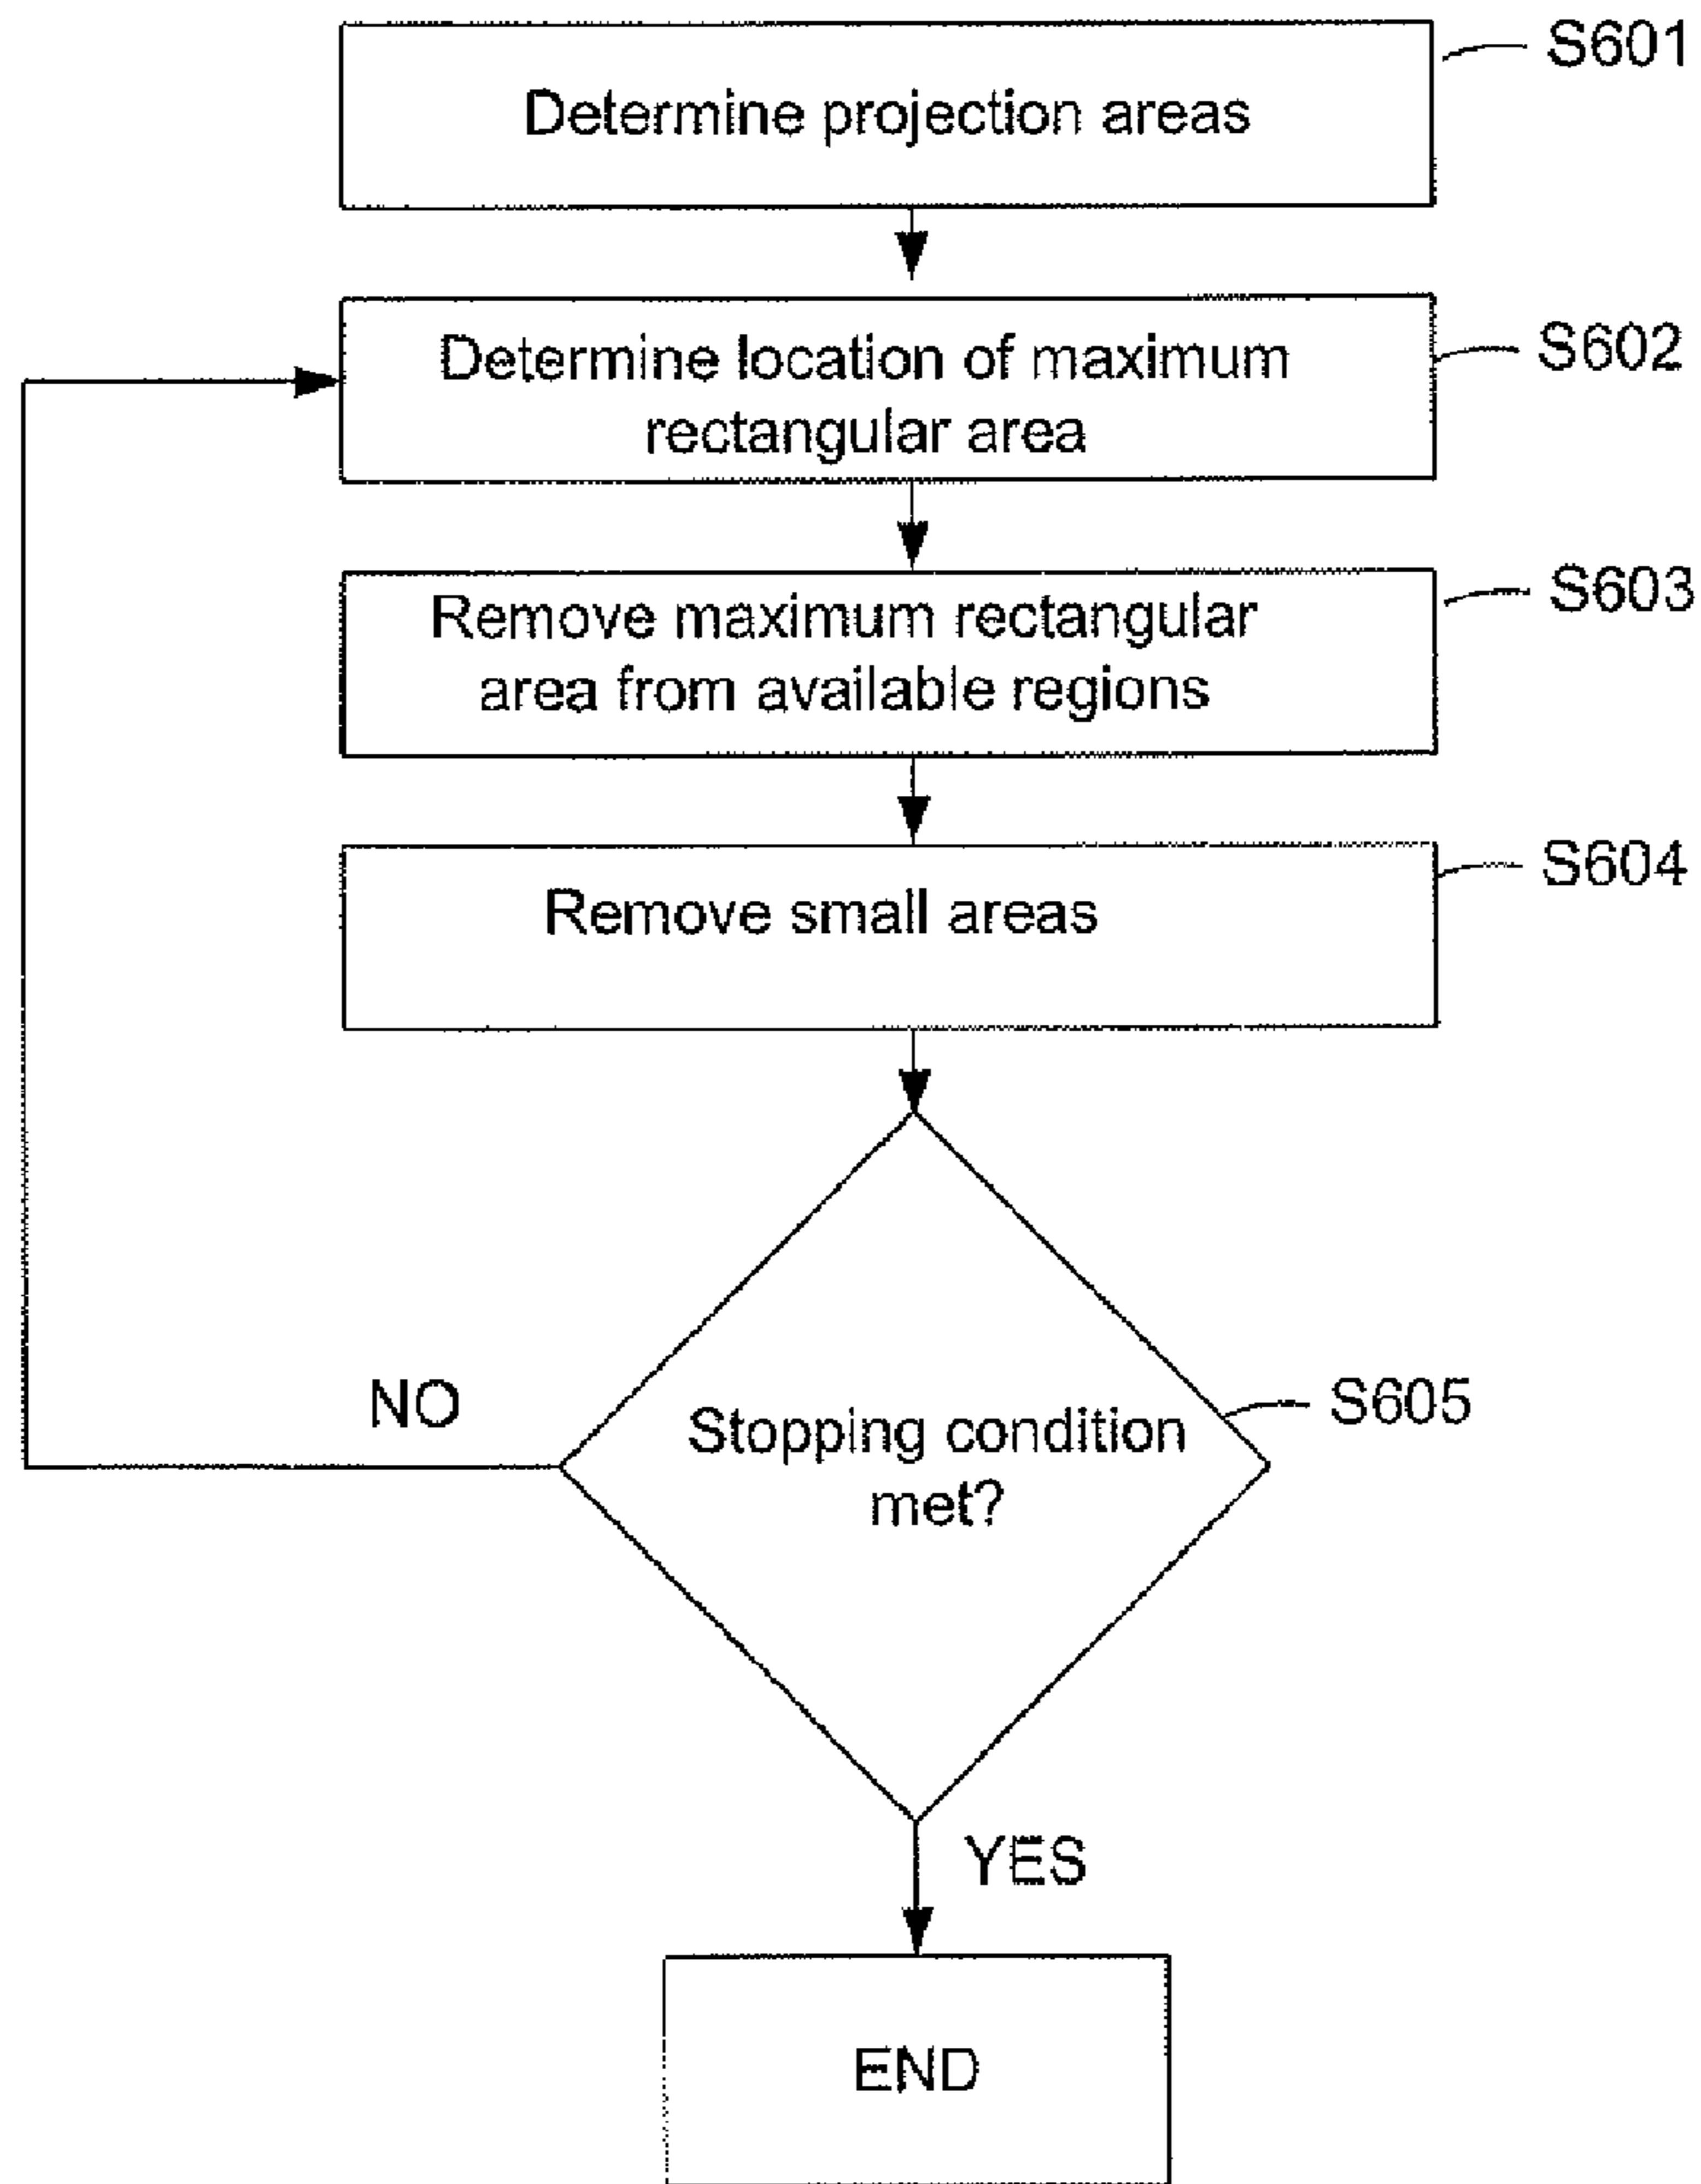 S601
Determine projection areas
S602
Determine location of maximum
rectangular area
S603
Remove maximum rectangular
area from available regions
S604
Remove small areas
NO
S605
Stopping condition
met?
YES
END